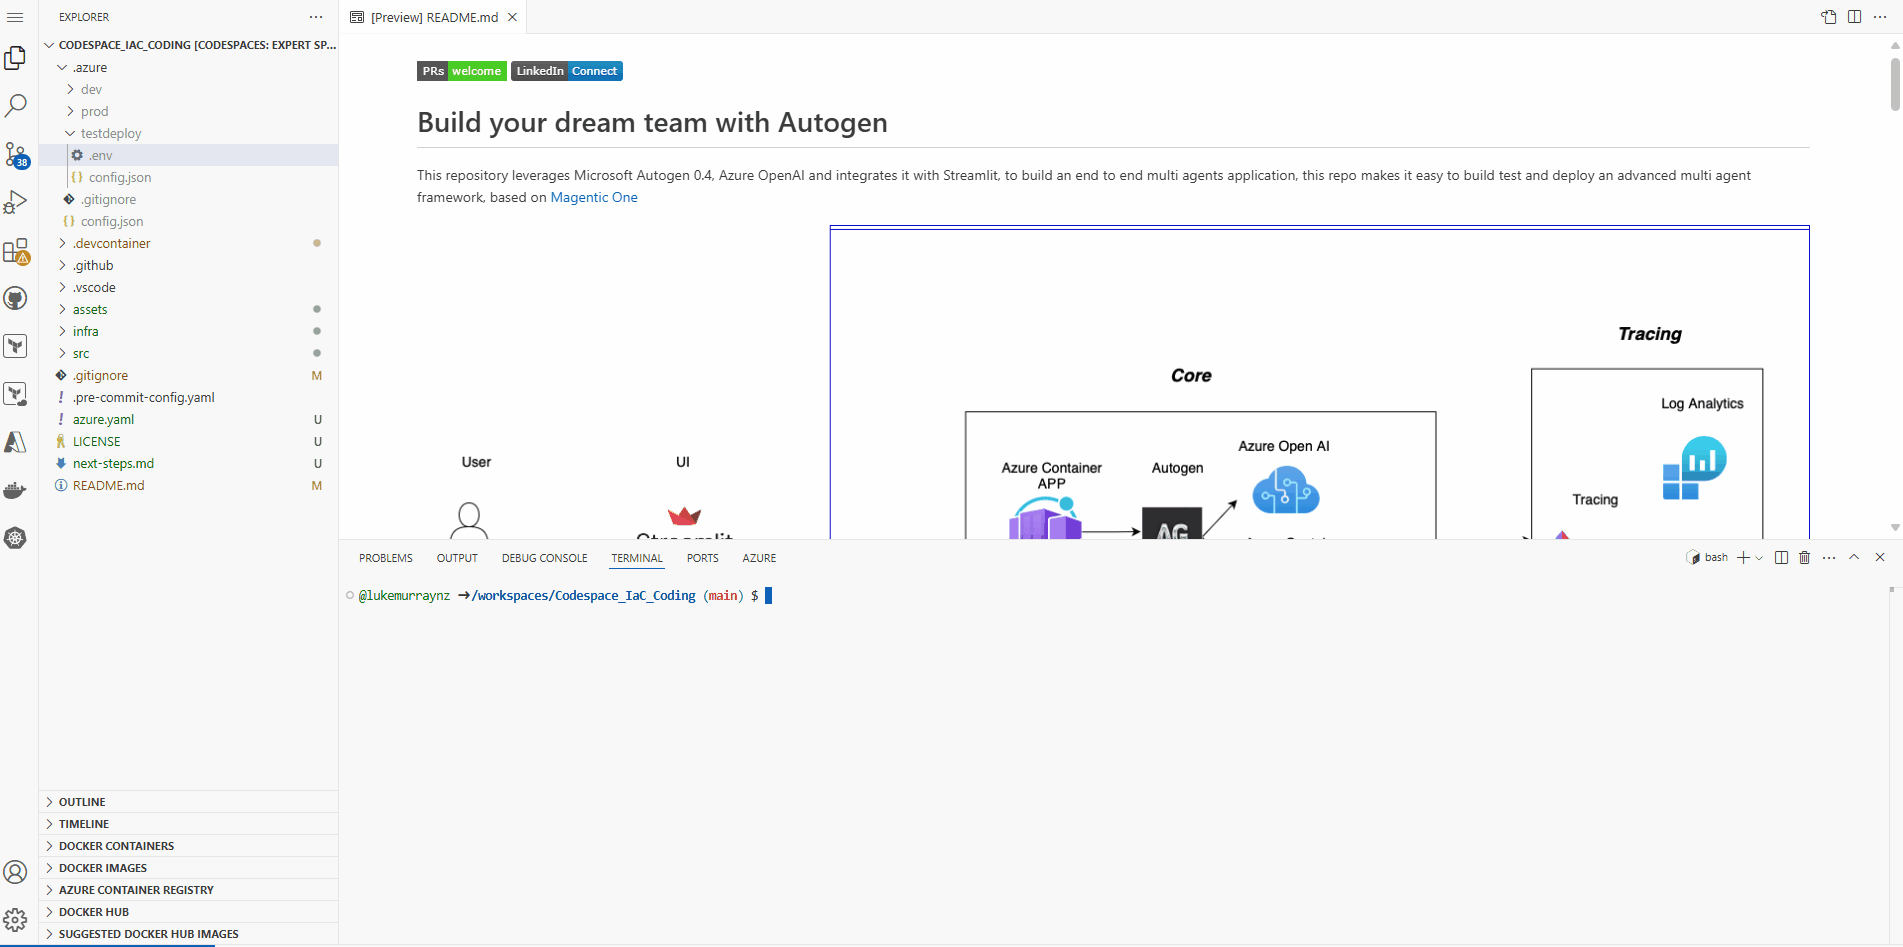 EXPLORER
CODESPACE_IAC_CODING [CODESPACES: EXPERT SP...
.azure
dev
prod
testdeploy
.env
config.json
.gitignore
config.json
.devcontainer
.github
.vscode
assets
infra
src
.gitignore M
.pre-commit-config.yaml
azure.yaml U
LICENSE U
next-steps.md U
README.md M
OUTLINE
TIMELINE
DOCKER CONTAINERS
DOCKER IMAGES
AZURE CONTAINER REGISTRY
DOCKER HUB
SUGGESTED DOCKER HUB IMAGES
38
[Preview] README.md
PRs welcome LinkedIn Connect
Build your dream team with Autogen
This repository leverages Microsoft Autogen 0.4, Azure OpenAI and integrates it with Streamlit, to build an end to end multi agents application, this repo makes it easy to build test and deploy an advanced multi agent
framework, based on Magentic One
Tracing
Core
Log Analytics
Azure Open AI
User
UI
Azure Container
APP
Autogen
Tracing
Streamlit
AG
PROBLEMS OUTPUT DEBUG CONSOLE TERMINAL PORTS AZURE
bash
@lukemurraynz ➜/workspaces/Codespace_IaC_Coding (main) $